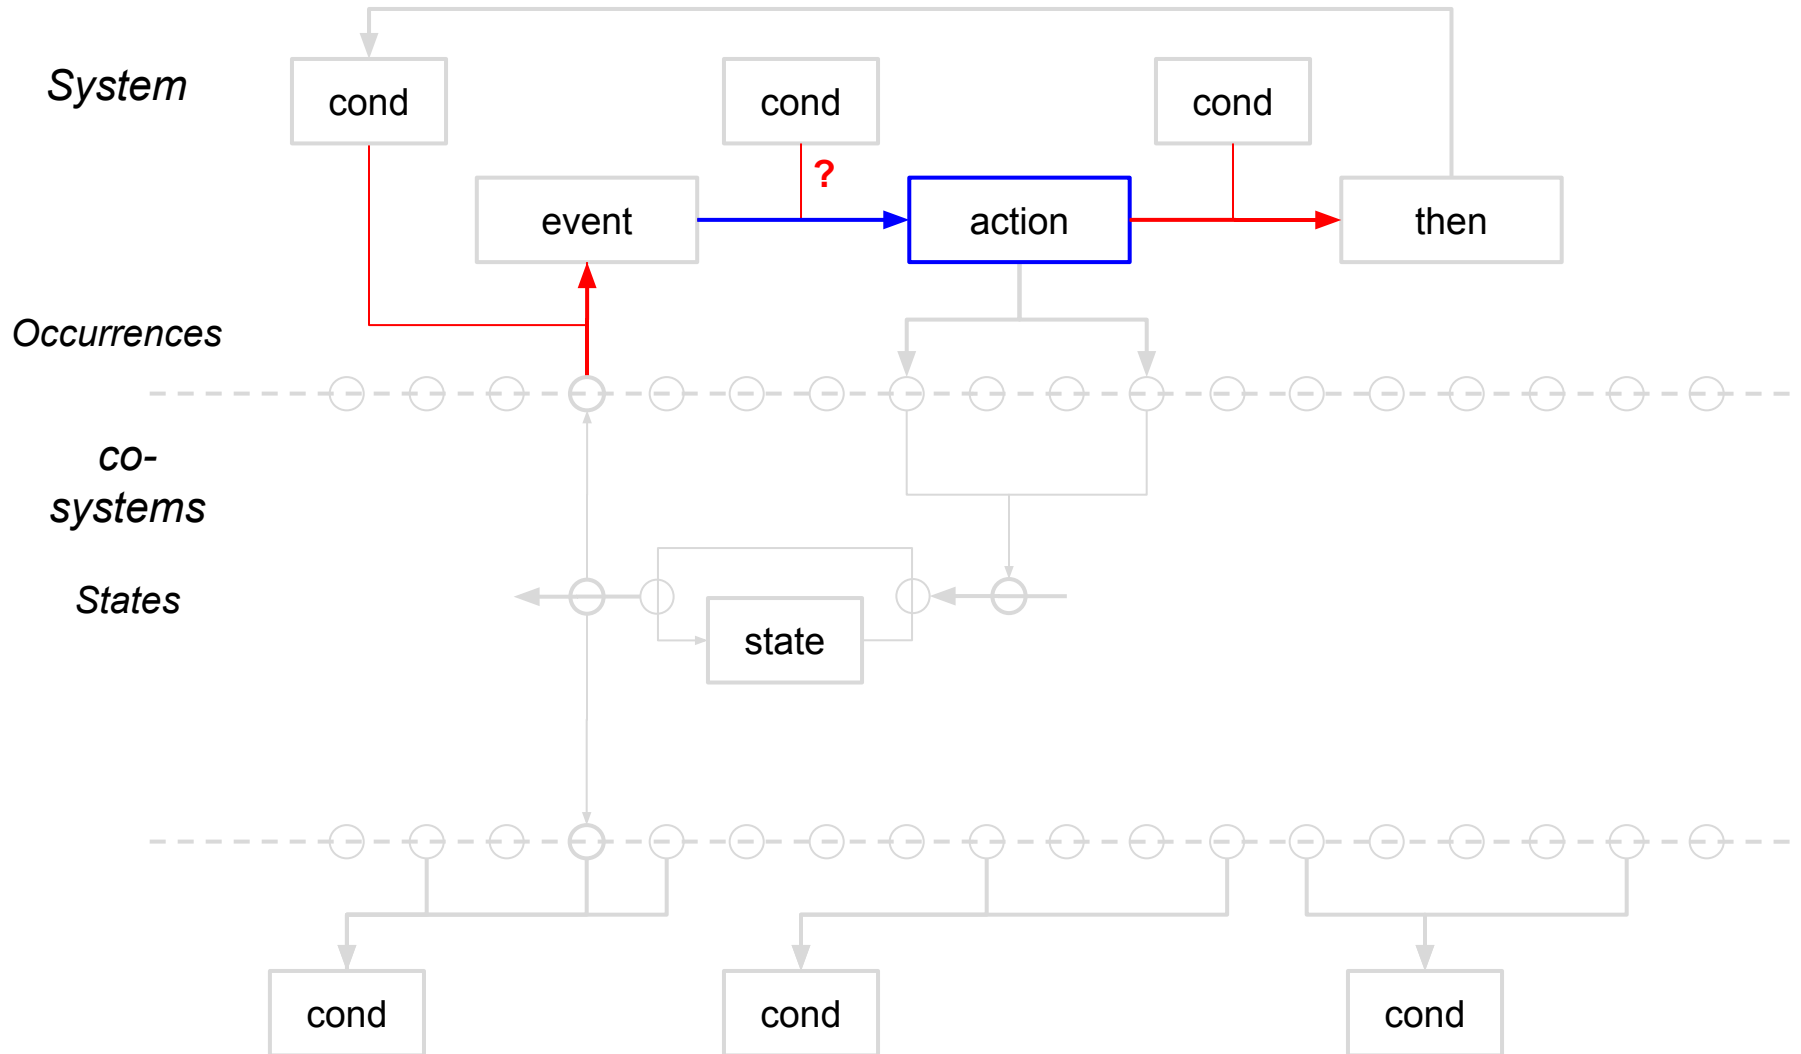 System
cond
cond
cond
?
event
action
then
Occurrences
co-
systems
States
state
cond
cond
cond